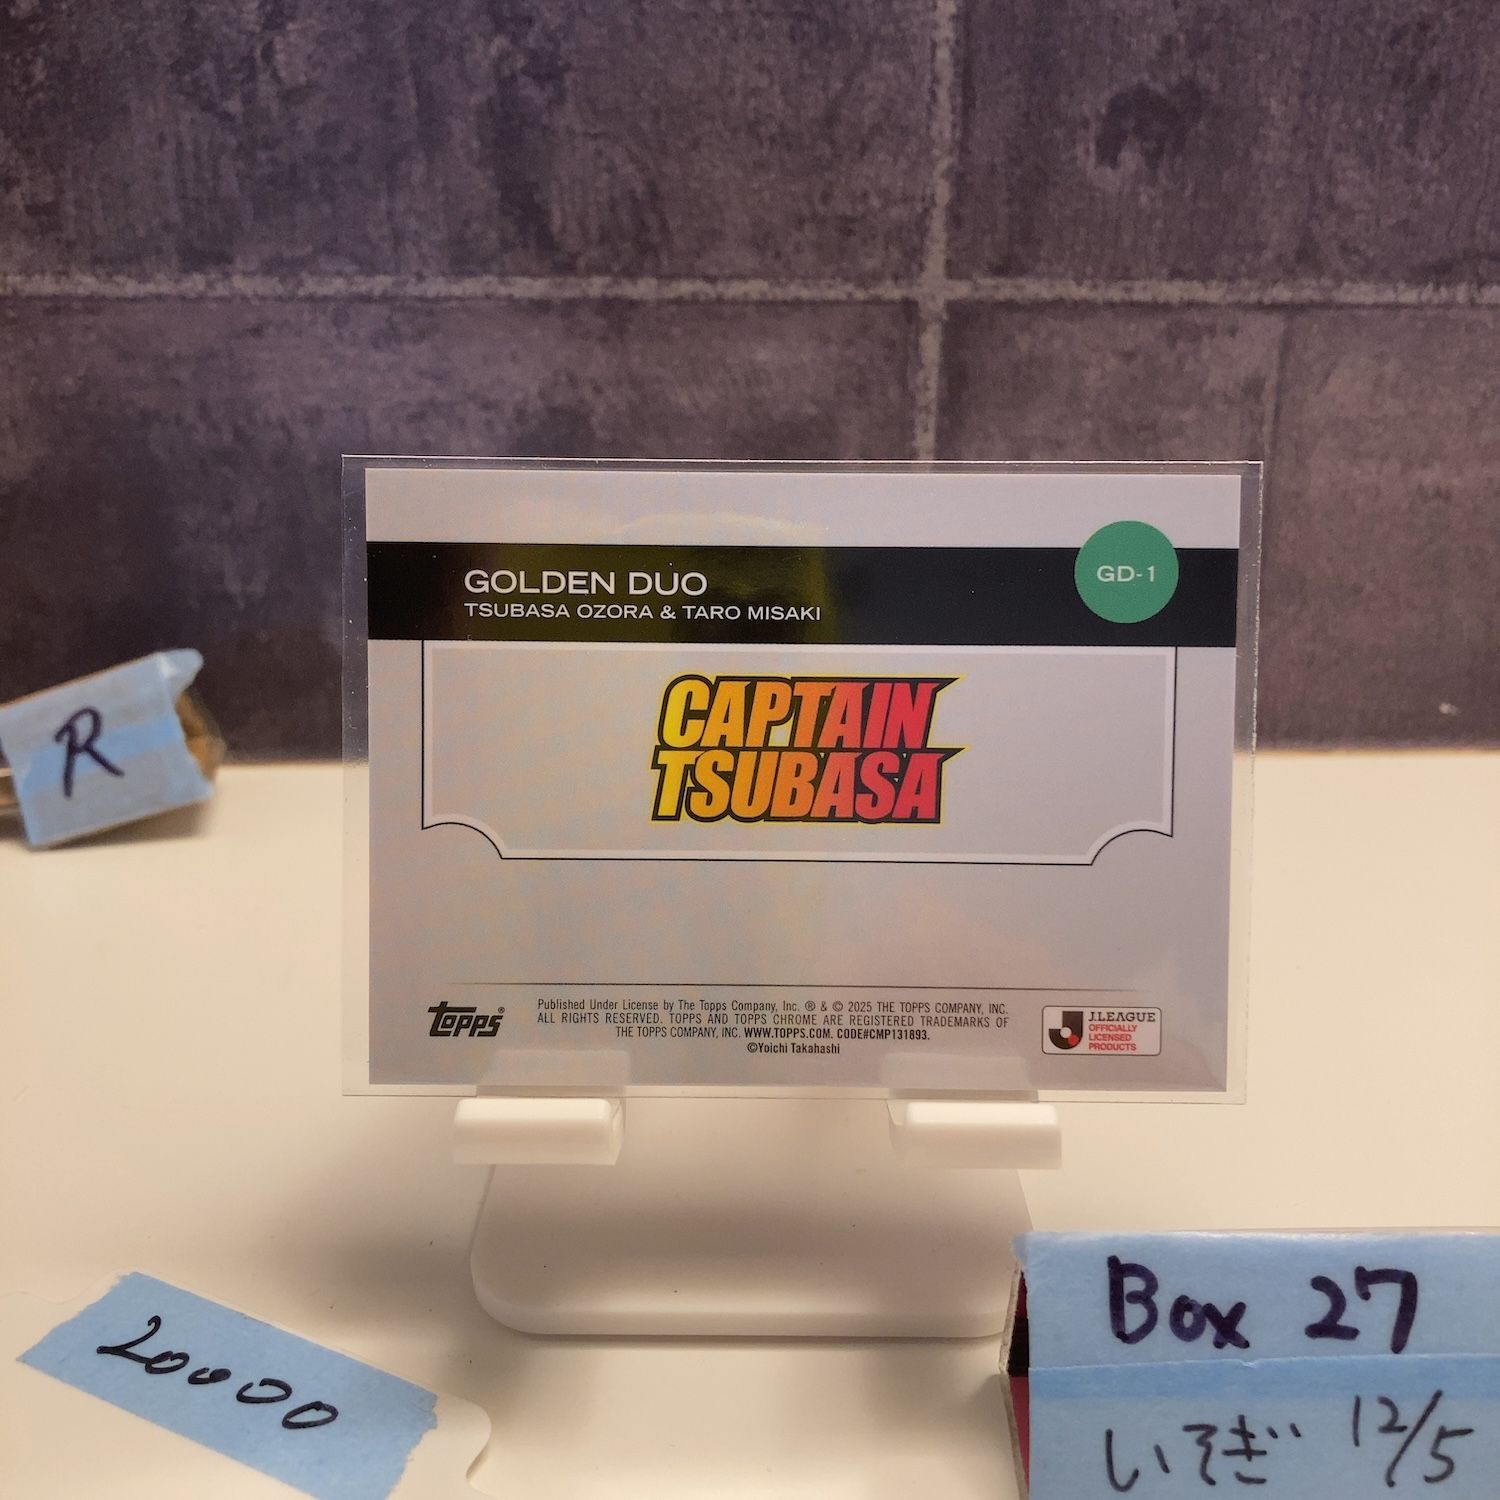 GOLDEN DUO
TSUBASA OZORA & TARO MISAKI
GD-1
CAPTAIN
TSUBASA
topps®
Published Under License by The Topps Company, Inc. ® & © 2025 THE TOPPS COMPANY, INC.
ALL RIGHTS RESERVED. TOPPS AND TOPPS CHROME ARE REGISTERED TRADEMARKS OF
THE TOPPS COMPANY, INC. WWW.TOPPS.COM. CODE#CMP131893.
©Yoichi Takahashi
J.LEAGUE
OFFICIALLY
LICENSED
PRODUCTS
R
20000
Box 27
いそぎ 12/5